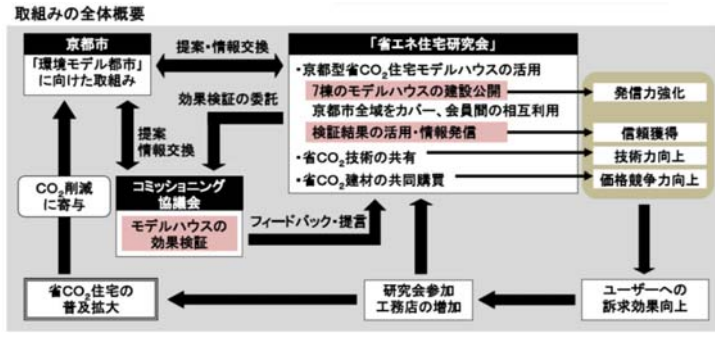 取組みの全体概要
京都市
「環境モデル都市」
に向けた取組み
提案・情報交換
「省エネ住宅研究会」
・京都型省CO₂住宅モデルハウスの活用
7棟のモデルハウスの建設公開
京都市全域をカバー、会員間の相互利用
検証結果の活用・情報発信
・省CO₂技術の共有
・省CO₂建材の共同購買
発信力強化
信頼獲得
技術力向上
価格競争力向上
効果検証の委託
提案
情報交換
CO₂削減
に寄与
コミッショニング
協議会
モデルハウスの
効果検証
フィードバック・提言
省CO₂住宅の
普及拡大
研究会参加
工務店の増加
ユーザーへの
訴求効果向上